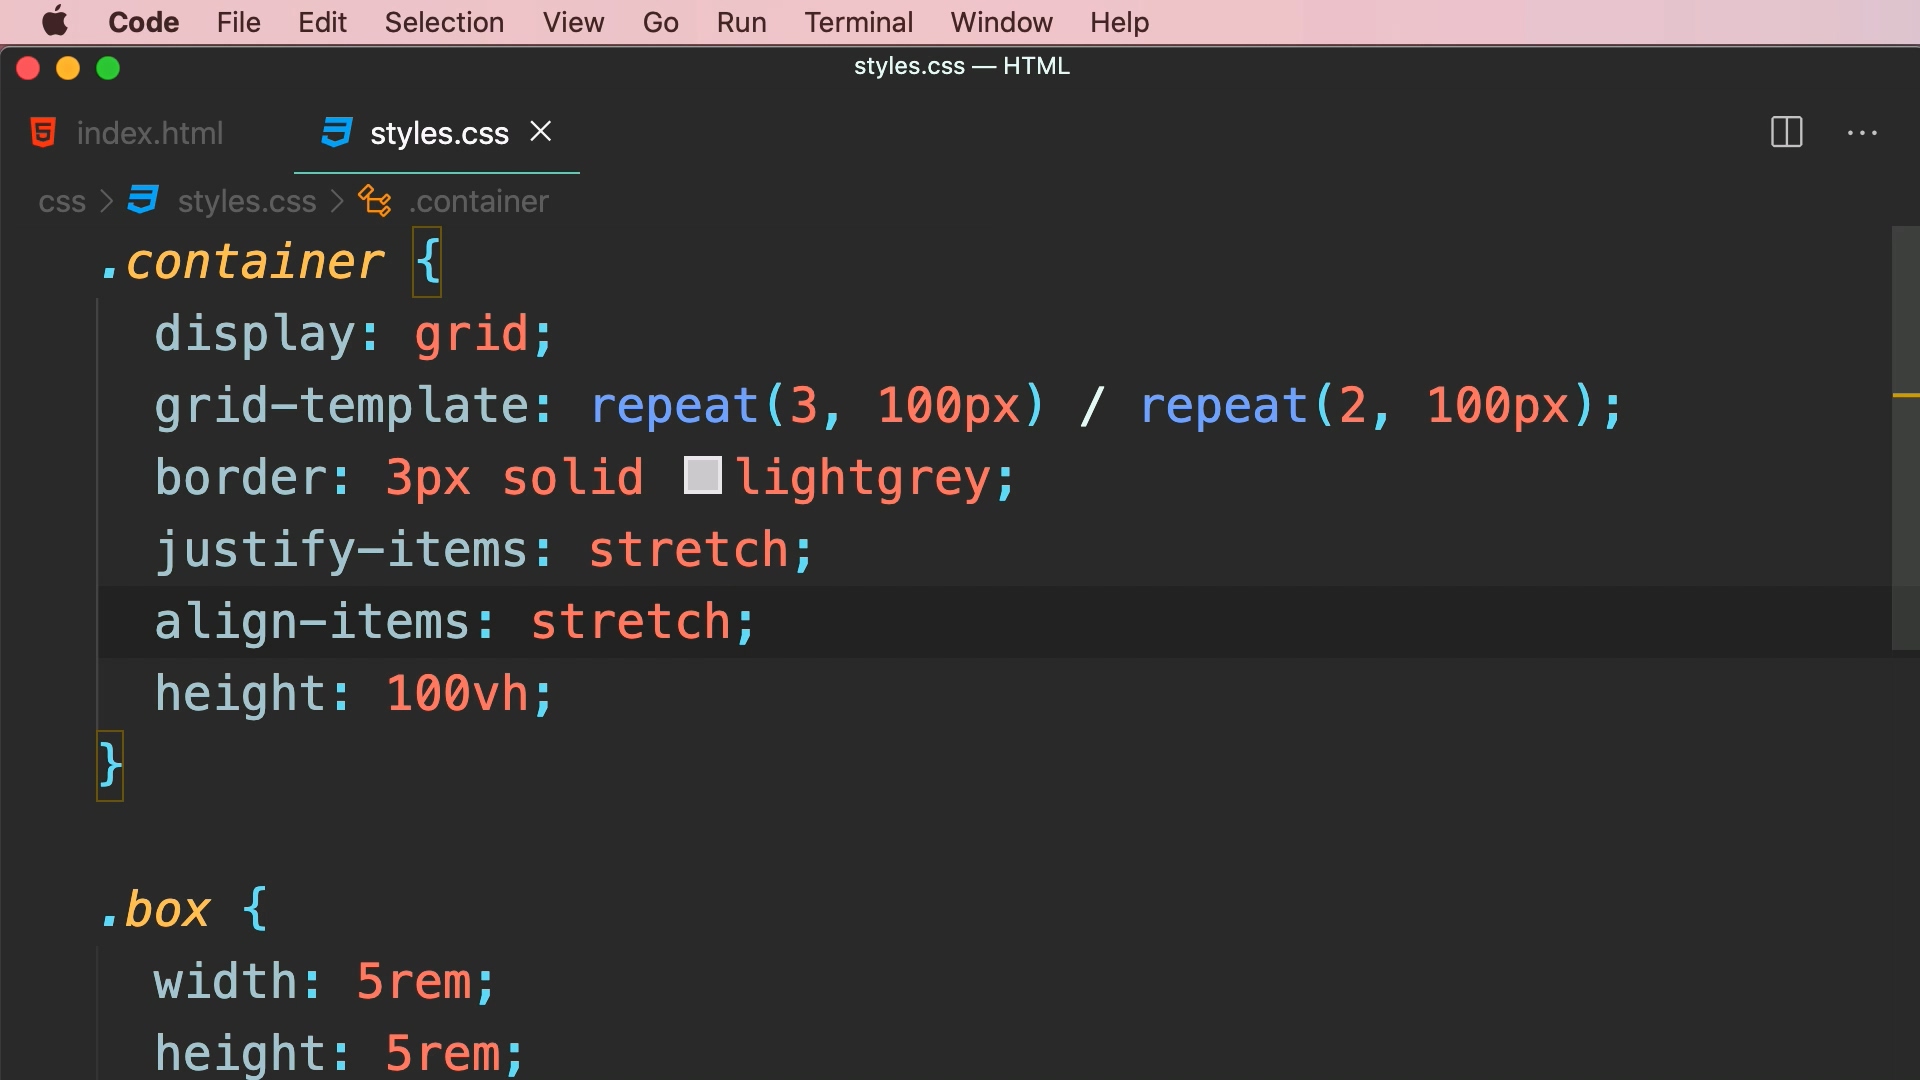 Code File Edit Selection View Go Run Terminal Window Help
styles.css — HTML
index.html styles.css
css > styles.css > .container
.container {
display: grid;
grid-template: repeat(3, 100px) / repeat(2, 100px);
border: 3px solid lightgrey;
justify-items: stretch;
align-items: stretch;
height: 100vh;
}
.box {
width: 5rem;
height: 5rem;